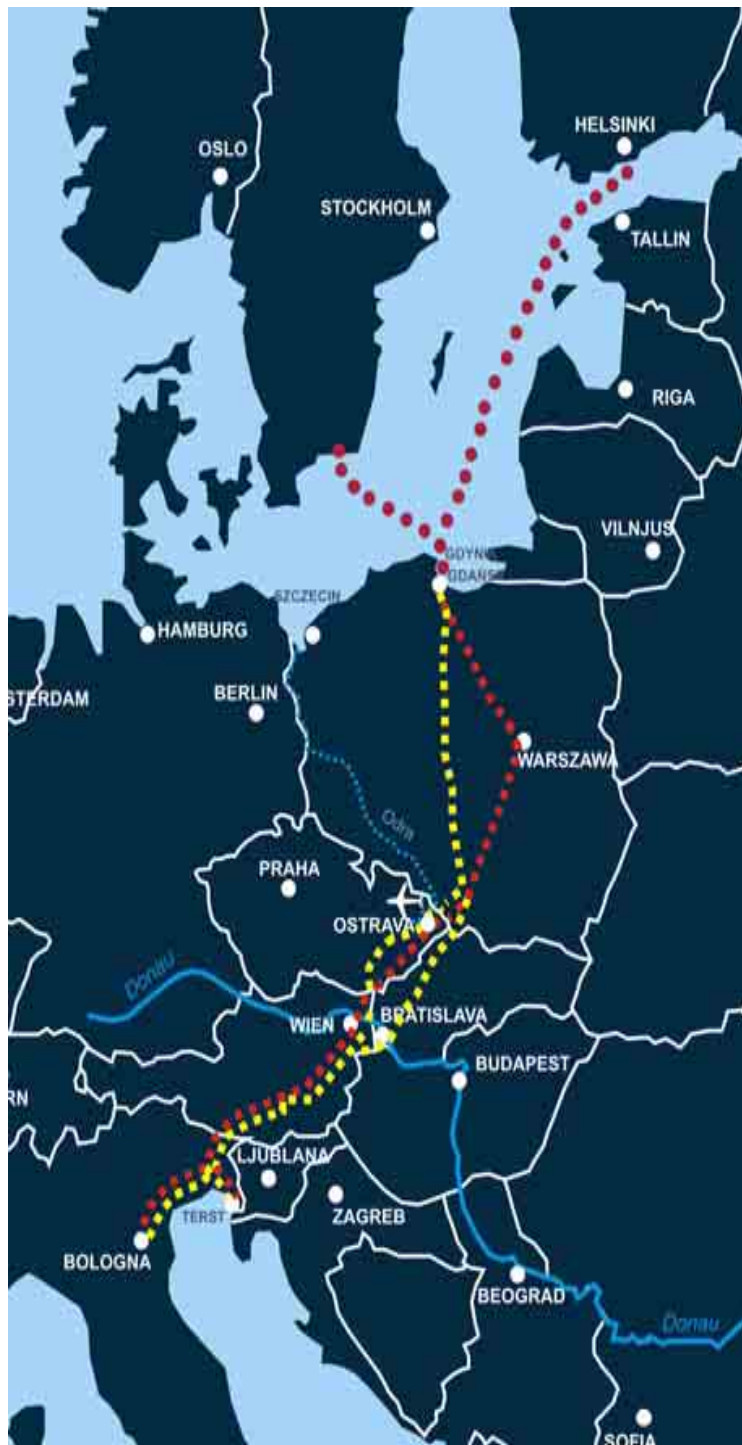 HELSINKI
OSLO
STOCKHOLM
TALLIN
RIGA
VILNJUS
GDYNIA
GDAŃSK
SZCZECIN
HAMBURG
STERDAM
BERLIN
WARSZAWA
Odra
PRAHA
OSTRAVA
Donau
WIEN
BRATISLAVA
BUDAPEST
RN
LJUBLANA
TERST
ZAGREB
BOLOGNA
BEOGRAD
Donau
SOFIA